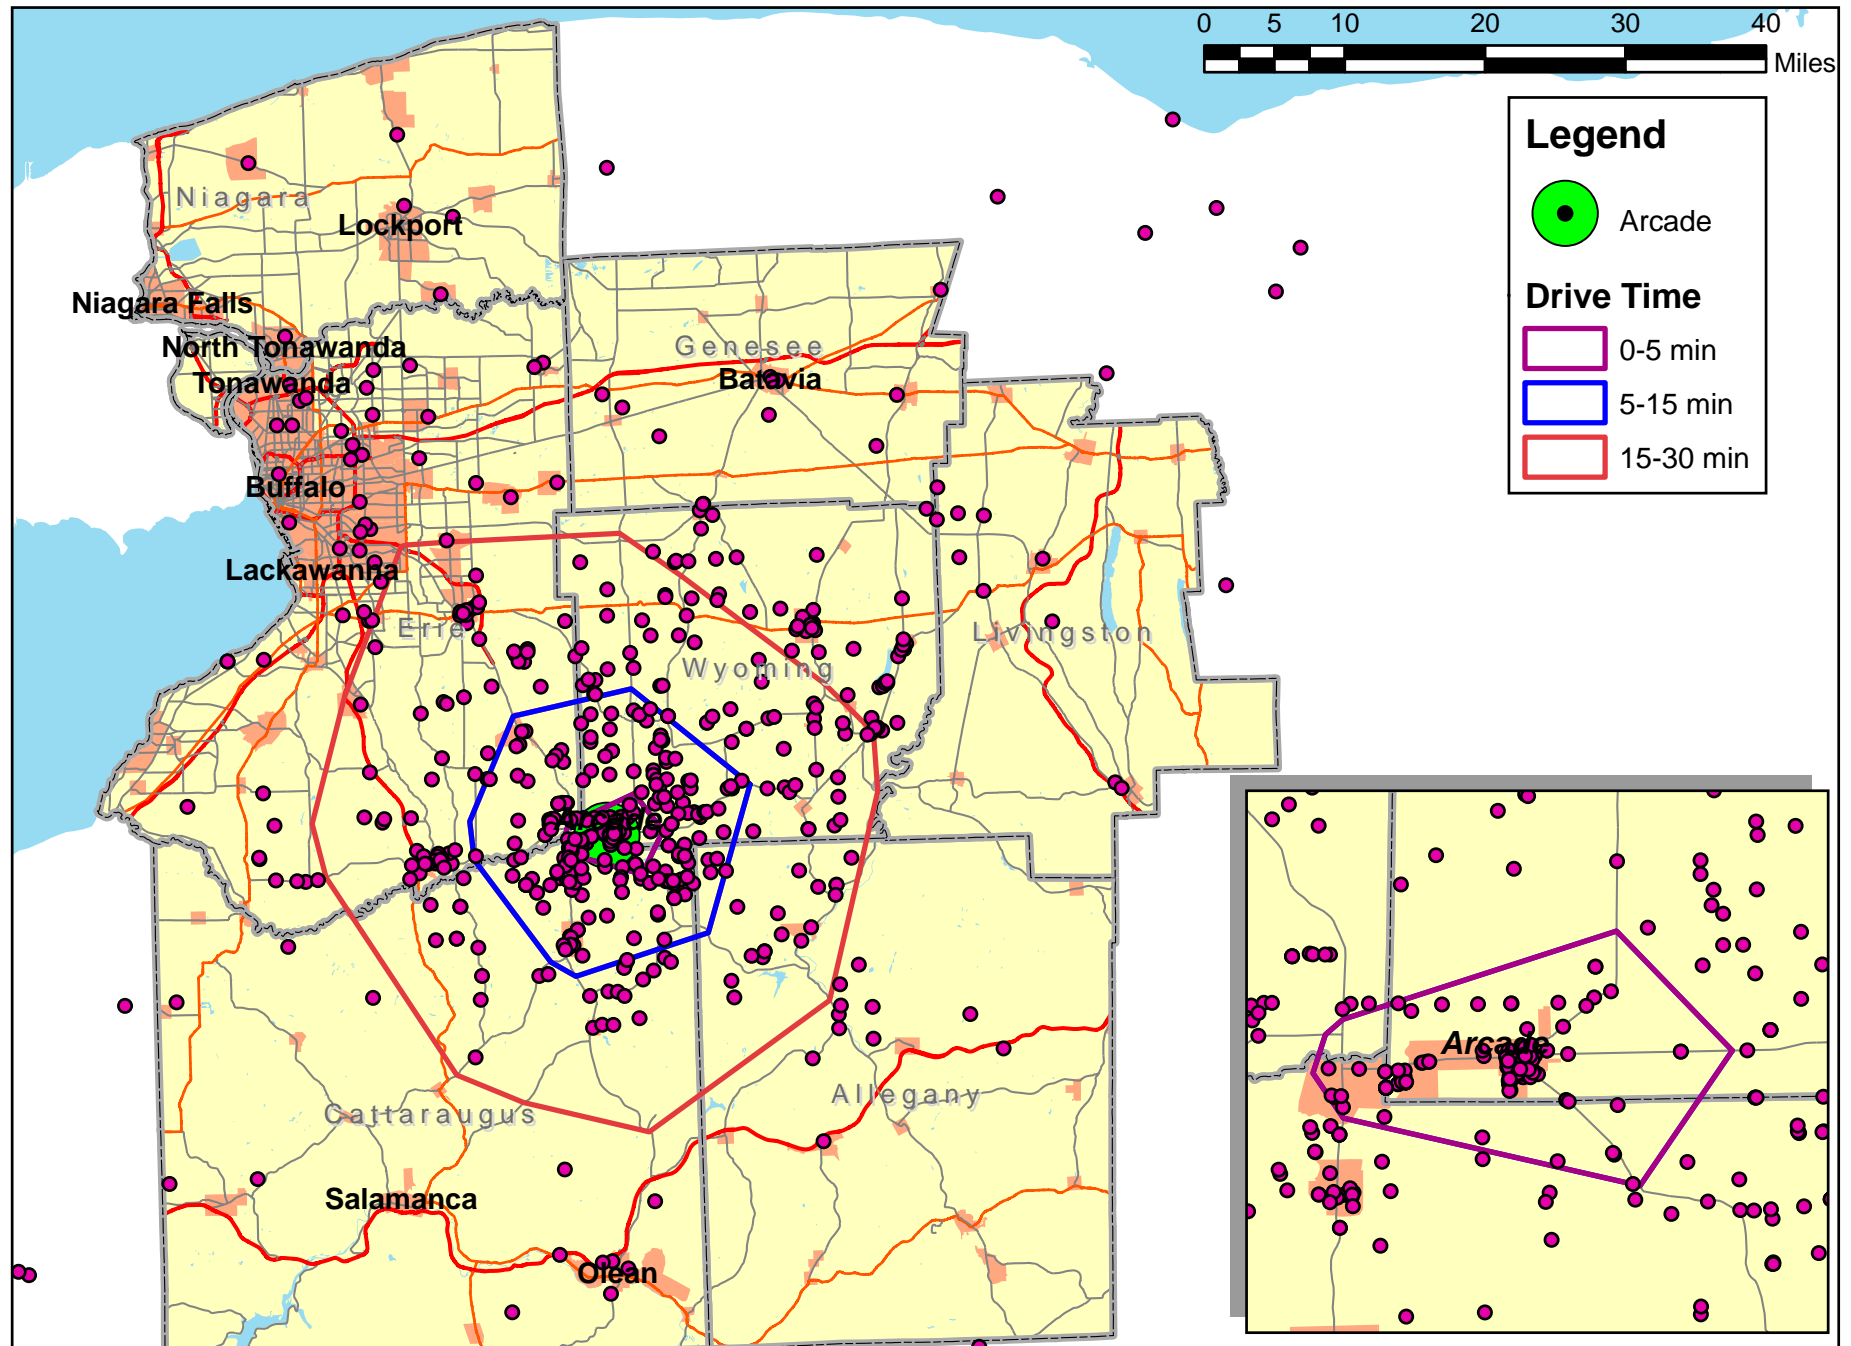 0 5 10 20 30 40
Miles
Legend
Arcade
Drive Time
0-5 min
5-15 min
15-30 min
Niagara
Lockport
Niagara Falls
North Tonawanda
Tonawanda
Genesee
Batavia
Buffalo
Lackawanna
Erie
Wyoming
Livingston
Arcade
Arcade
Allegany
Cattaraugus
Salamanca
Olean